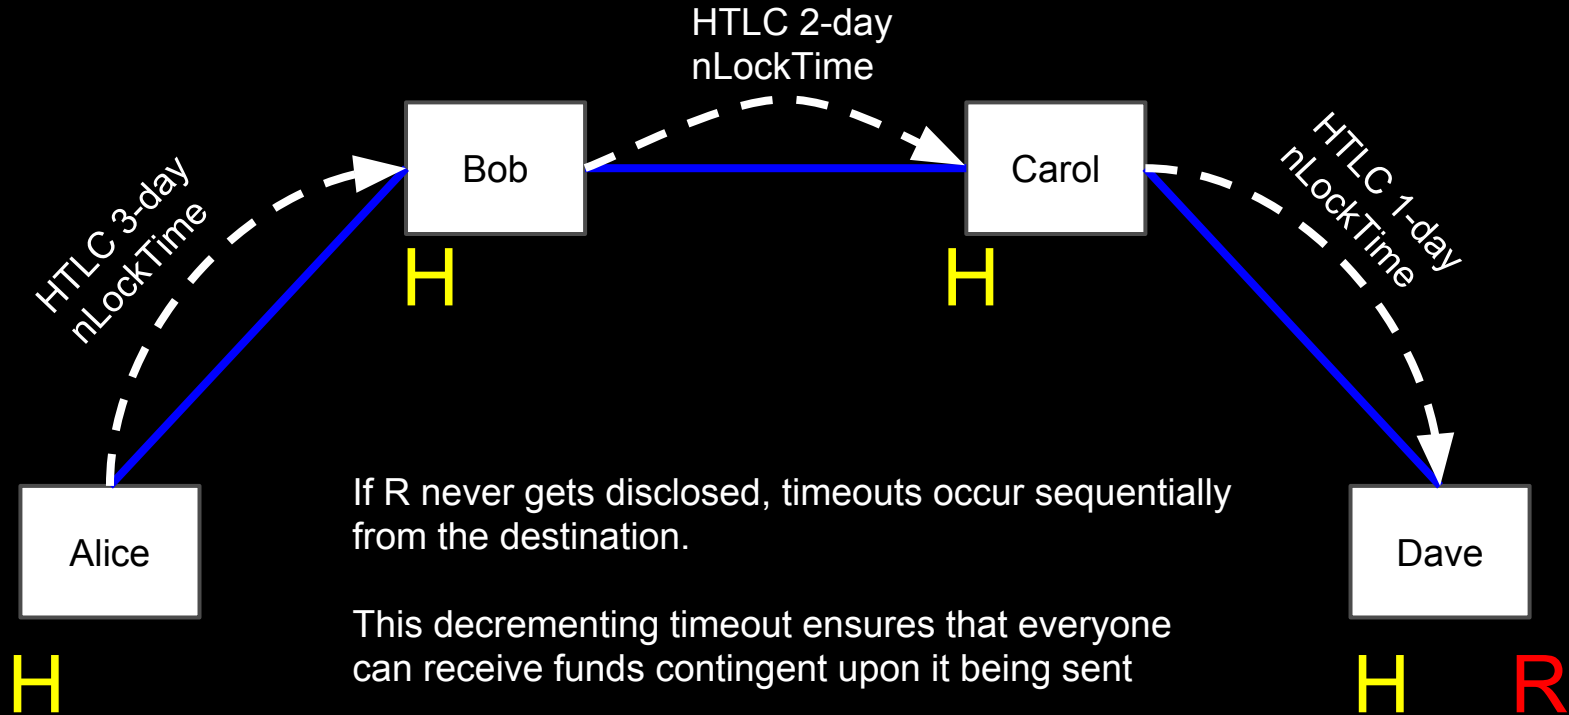 HTLC 2-day
nLockTime
HTLC 3-day
nLockTime
HTLC 1-day
nLockTime
Bob
Carol
H
H
If R never gets disclosed, timeouts occur sequentially
from the destination.
Alice
Dave
This decrementing timeout ensures that everyone
can receive funds contingent upon it being sent
H
H
R